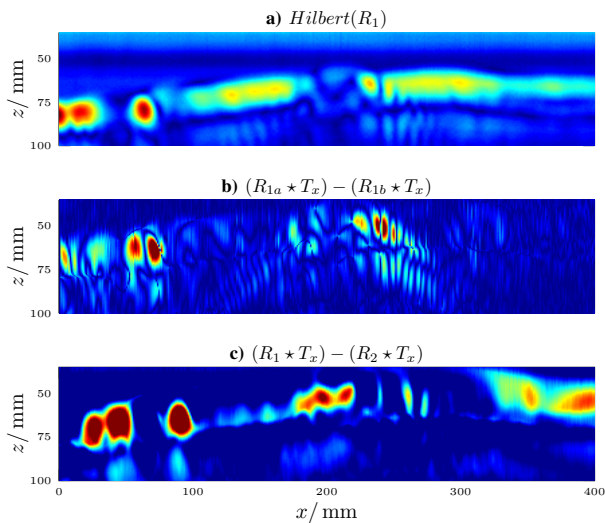 a) Hilbert(R₁)
50
75
100
z/ mm
b) (R₁ₐ ⋆ Tₓ) − (R₁b ⋆ Tₓ)
50
75
100
z/ mm
c) (R₁ ⋆ Tₓ) − (R₂ ⋆ Tₓ)
50
75
100
z/ mm
0 100 200 300 400
x/ mm